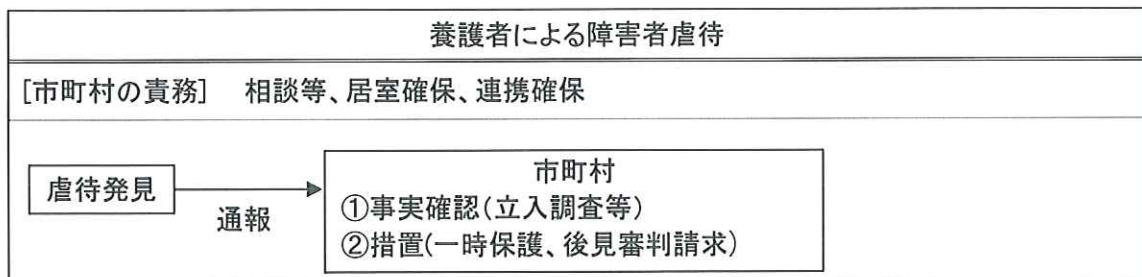 養護者による障害者虐待
[市町村の責務] 相談等、居室確保、連携確保
虐待発見
通報
市町村
①事実確認(立入調査等)
②措置(一時保護、後見審判請求)